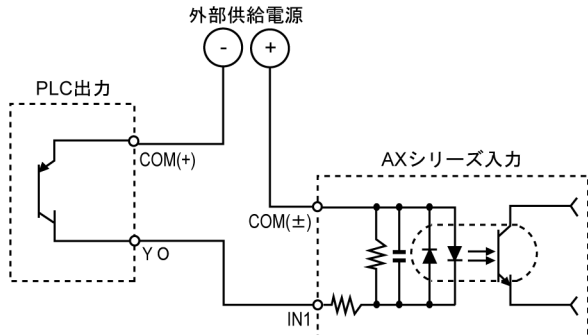 外部供給電源
- +
PLC出力
COM(+)
AXシリーズ入力
COM(±)
Y O
IN1